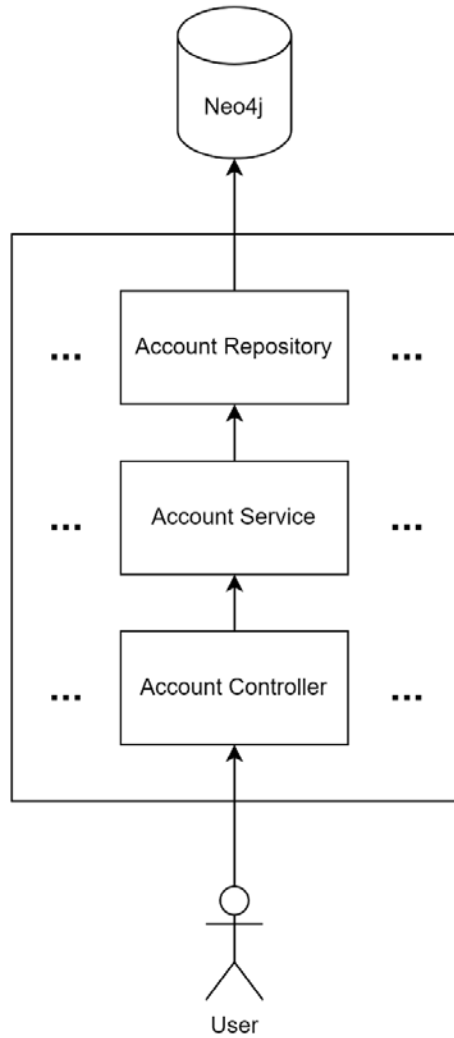 Neo4j
... Account Repository ...
... Account Service ...
... Account Controller ...
User